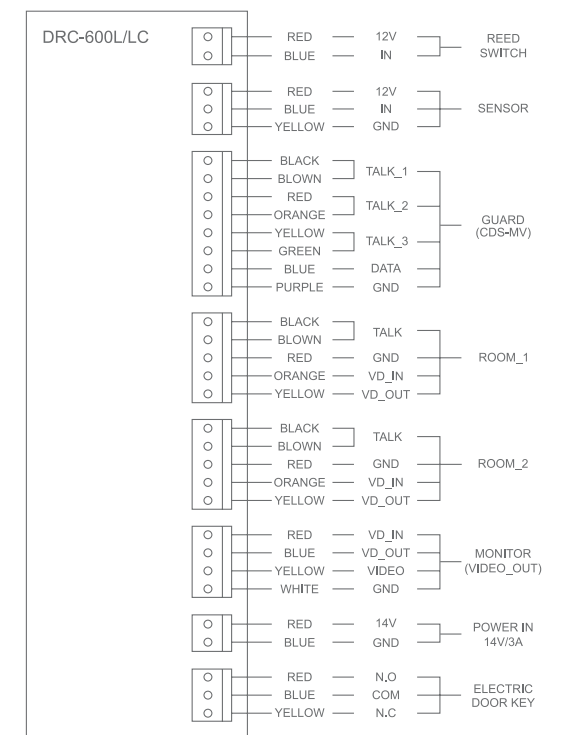 DRC-600L/LC
RED 12V
BLUE IN
REED
SWITCH
RED 12V
BLUE IN
YELLOW GND
SENSOR
BLACK
BLOWN
TALK_1
RED
ORANGE
TALK_2
YELLOW
GREEN
TALK_3
BLUE DATA
PURPLE GND
GUARD
(CDS-MV)
BLACK
BLOWN
TALK
RED GND
ORANGE VD_IN
YELLOW VD_OUT
ROOM_1
BLACK
BLOWN
TALK
RED GND
ORANGE VD_IN
YELLOW VD_OUT
ROOM_2
RED VD_IN
BLUE VD_OUT
YELLOW VIDEO
WHITE GND
MONITOR
(VIDEO_OUT)
RED 14V
BLUE GND
POWER IN
14V/3A
RED N.O
BLUE COM
YELLOW N.C
ELECTRIC
DOOR KEY